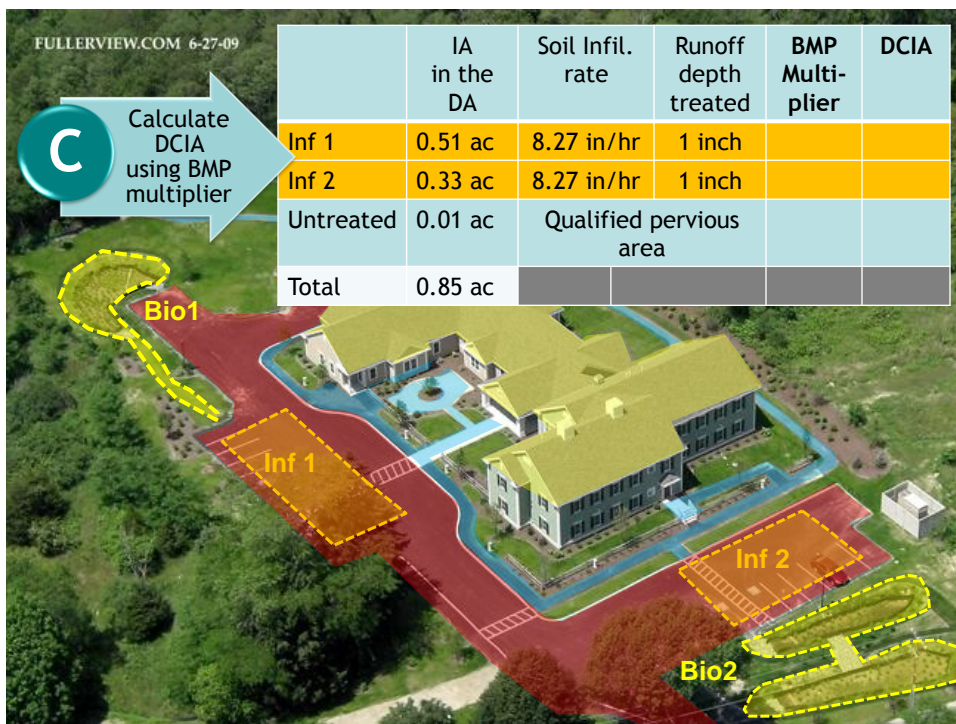 FULLERVIEW.COM 6-27-09
C
Calculate
DCIA
using BMP
multiplier
IA
in the
DA
Soil Infil.
rate
Runoff
depth
treated
BMP
Multi-
plier
DCIA
Inf 1 0.51 ac 8.27 in/hr 1 inch
Inf 2 0.33 ac 8.27 in/hr 1 inch
Untreated 0.01 ac Qualified pervious
area
Total 0.85 ac
Bio1
Inf 1
Inf 2
Bio2